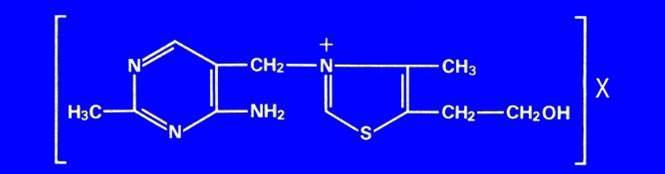 +
N CH2 N CH3
H3C NH2 CH2 CH2OH X
N S